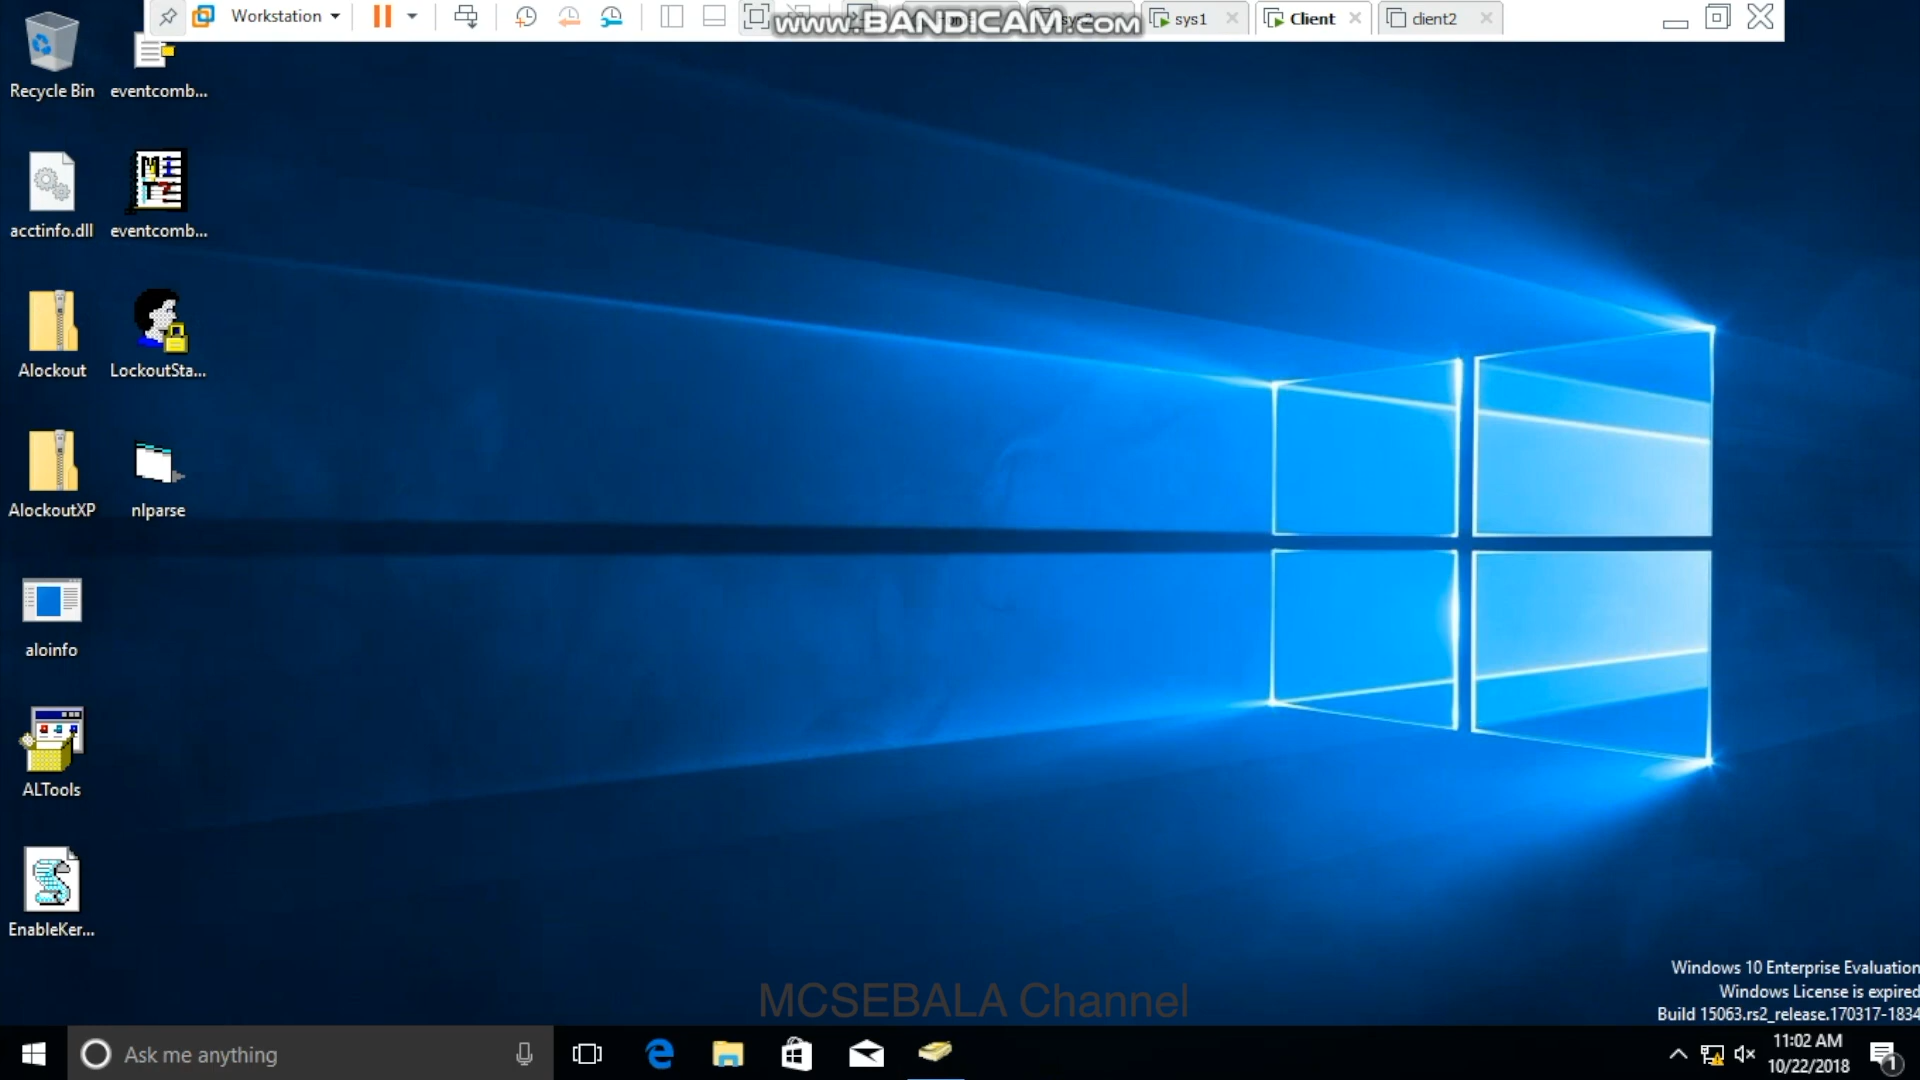 Workstation
www.BANDICAM.com
sys1
Client
client2
Recycle Bin
eventcomb...
acctinfo.dll
eventcomb...
Alockout
LockoutSta...
AlockoutXP
nlparse
aloinfo
ALTools
EnableKer...
Windows 10 Enterprise Evaluation
Windows License is expired
Build 15063.rs2_release.170317-1834
MCSEBALA Channel
Ask me anything
11:02 AM
10/22/2018
1